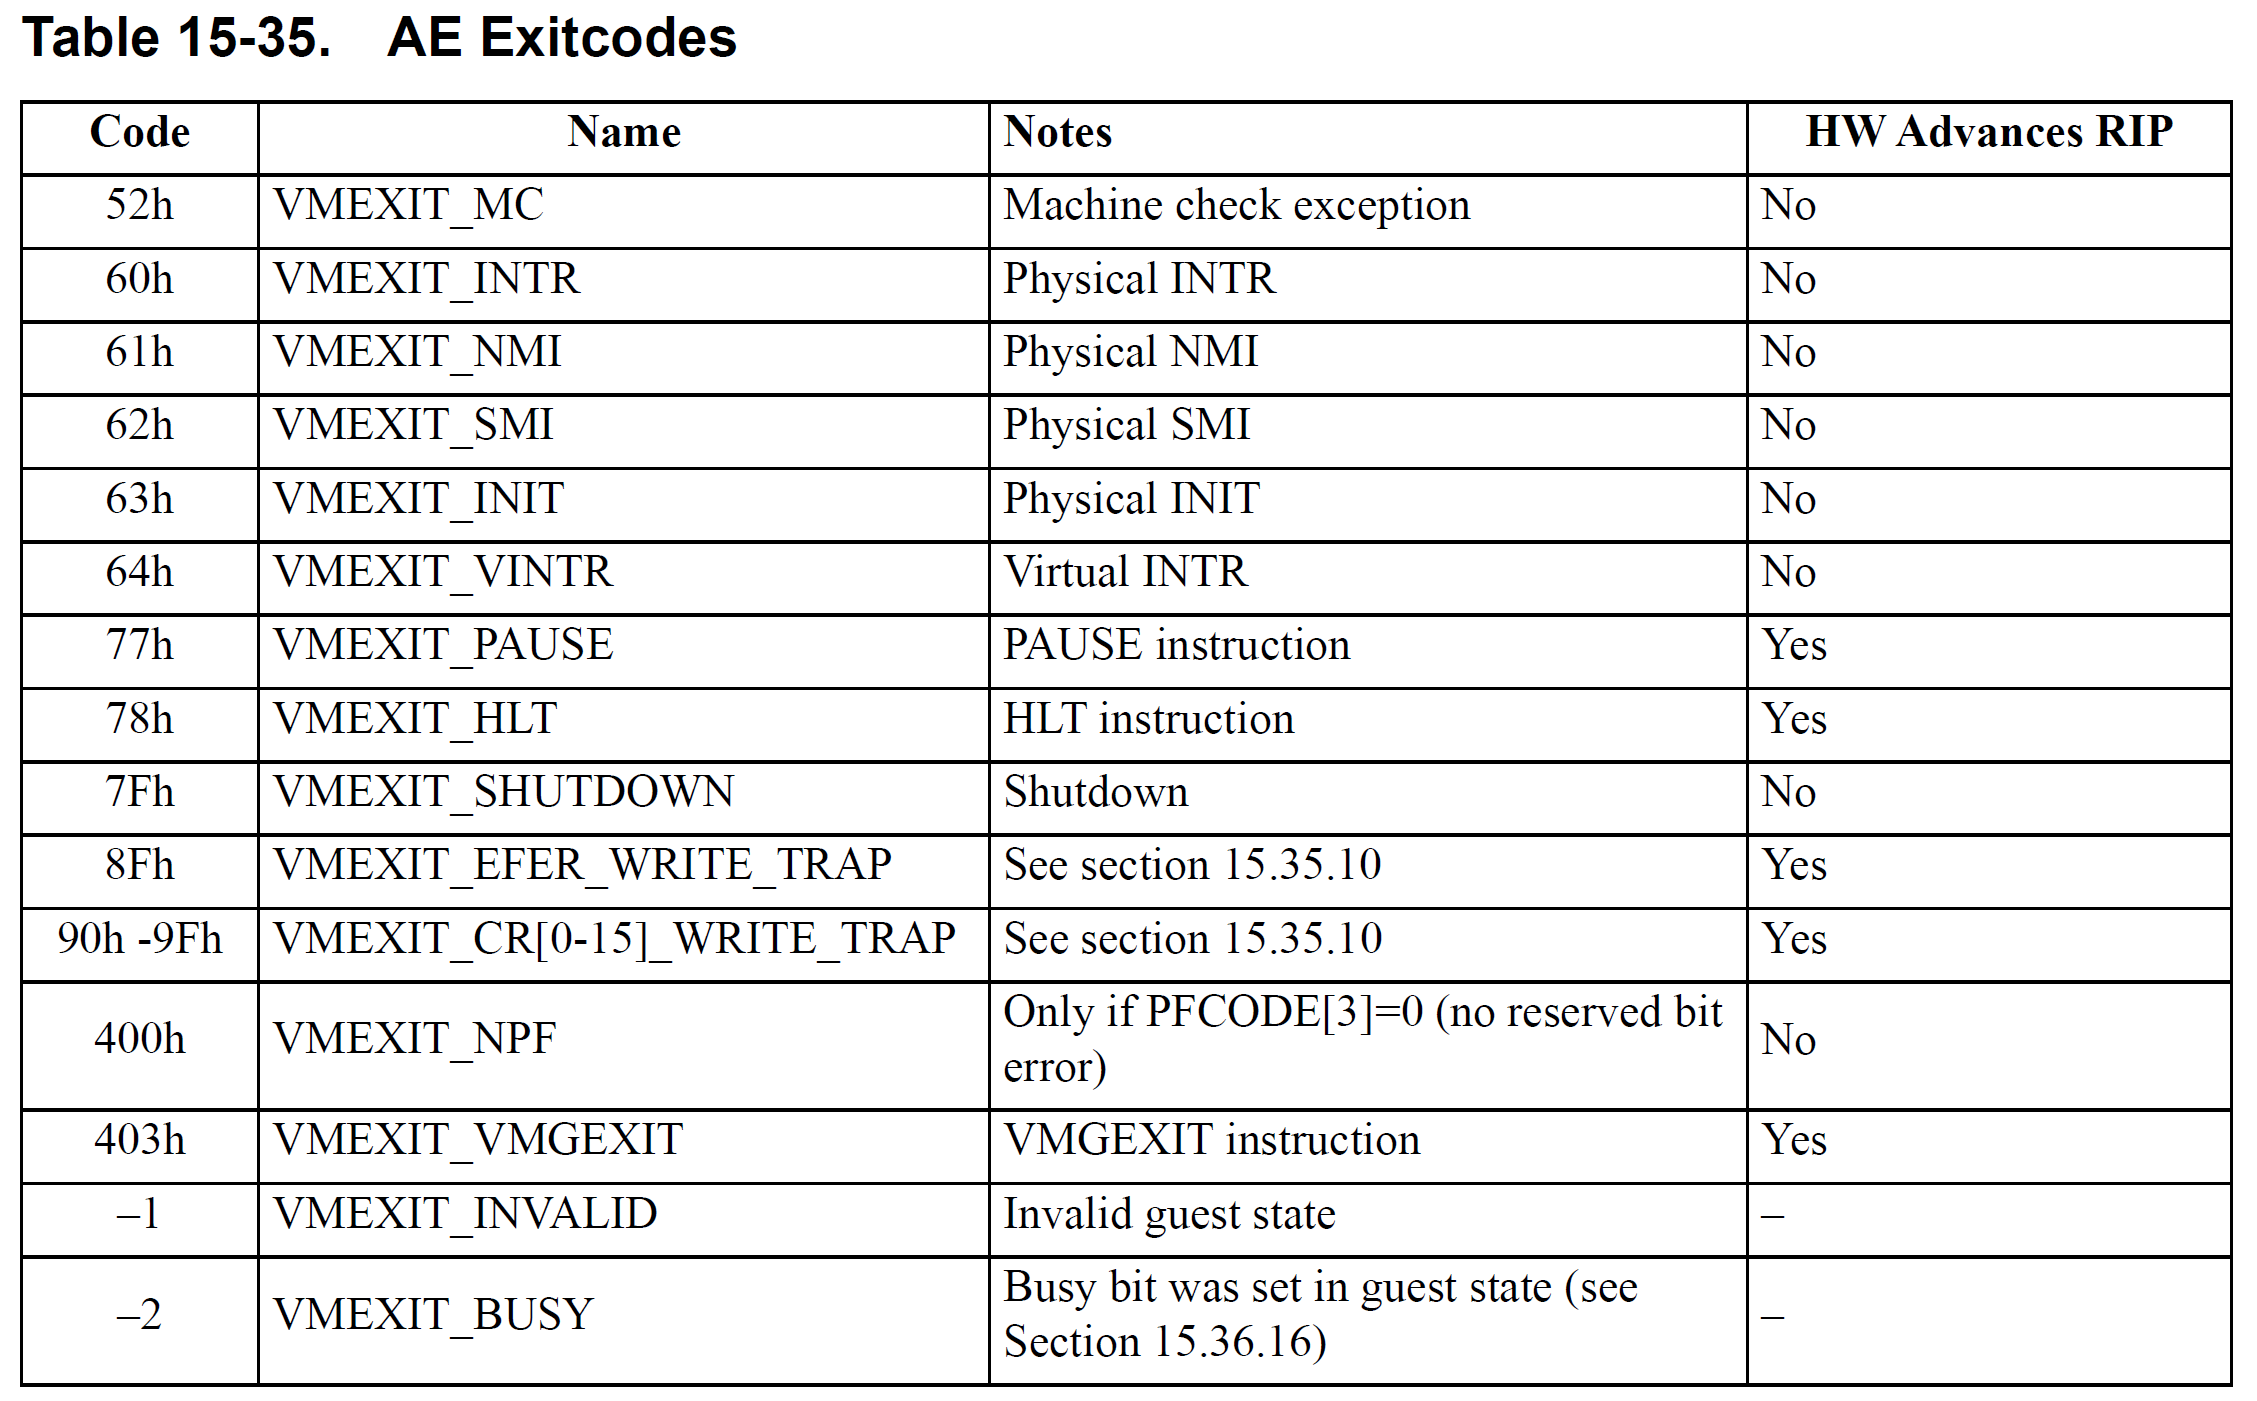 Table 15-35. AE Exitcodes
Code Name Notes HW Advances RIP
52h VMEXIT_MC Machine check exception No
60h VMEXIT_INTR Physical INTR No
61h VMEXIT_NMI Physical NMI No
62h VMEXIT_SMI Physical SMI No
63h VMEXIT_INIT Physical INIT No
64h VMEXIT_VINTR Virtual INTR No
77h VMEXIT_PAUSE PAUSE instruction Yes
78h VMEXIT_HLT HLT instruction Yes
7Fh VMEXIT_SHUTDOWN Shutdown No
8Fh VMEXIT_EFER_WRITE_TRAP See section 15.35.10 Yes
90h -9Fh VMEXIT_CR[0-15]_WRITE_TRAP See section 15.35.10 Yes
400h VMEXIT_NPF Only if PFCODE[3]=0 (no reserved bit
error) No
403h VMEXIT_VMGEXIT VMGEXIT instruction Yes
–1 VMEXIT_INVALID Invalid guest state –
–2 VMEXIT_BUSY Busy bit was set in guest state (see
Section 15.36.16) –